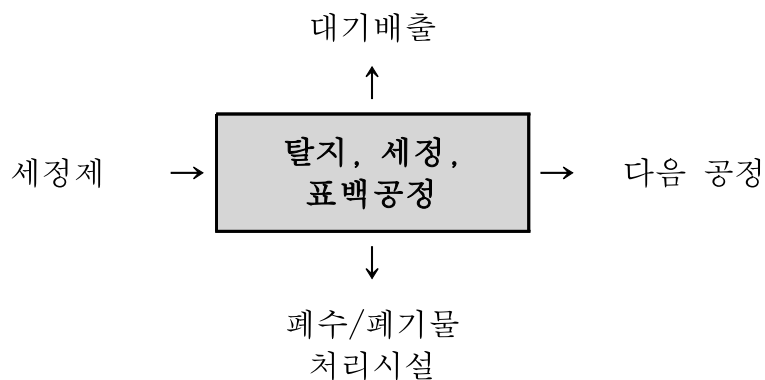 대기배출
↑
세정제 → 탈지, 세정, → 다음 공정
표백공정
↓
폐수/폐기물
처리시설